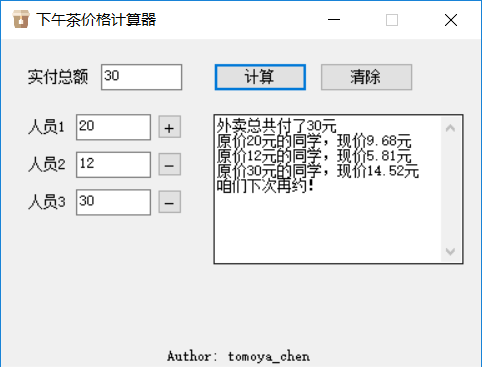 下午茶价格计算器
实付总额 30 计算 清除
人员1 20 +
人员2 12 −
人员3 30 −
外卖总共付了30元
原价20元的同学，现价9.68元
原价12元的同学，现价5.81元
原价30元的同学，现价14.52元
咱们下次再约！
Author: tomoya_chen